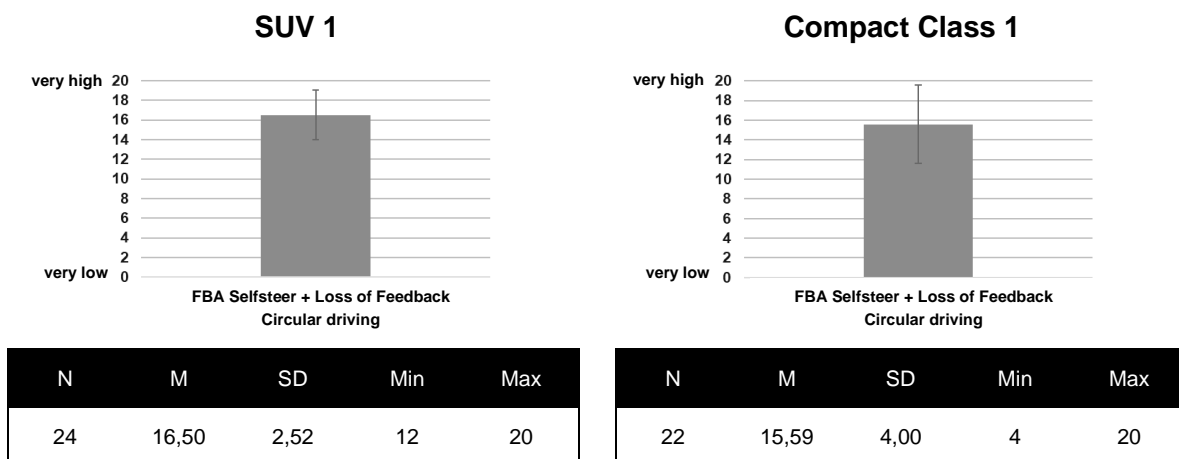 SUV 1
very high 20
18
16
14
12
10
8
6
4
2
very low 0
FBA Selfsteer + Loss of Feedback
Circular driving
N M SD Min Max
24 16,50 2,52 12 20
Compact Class 1
very high 20
18
16
14
12
10
8
6
4
2
very low 0
FBA Selfsteer + Loss of Feedback
Circular driving
N M SD Min Max
22 15,59 4,00 4 20